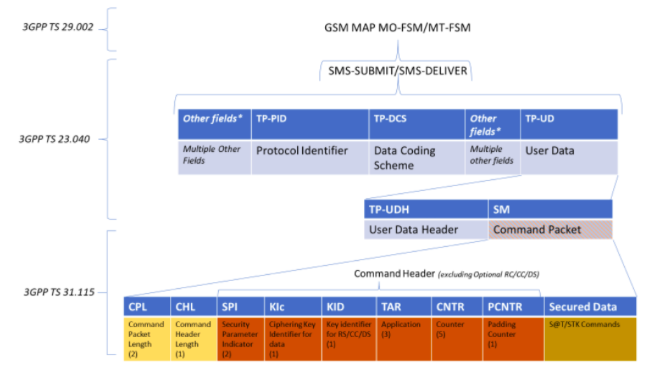 3GPP TS 29.002
GSM MAP MO-FSM/MT-FSM
SMS-SUBMIT/SMS-DELIVER
3GPP TS 23.040
Other fields* TP-PID TP-DCS Other fields* TP-UD
Multiple Other Fields Protocol Identifier Data Coding Scheme Multiple other fields User Data
TP-UDH SM
User Data Header Command Packet
3GPP TS 31.115
Command Header (excluding Optional RC/CC/DS)
CPL CHL SPI KIc KID TAR CNTR PCNTR Secured Data
Command Packet Length (2) Command Header Length (1) Security Parameter Indicator (2) Ciphering Key Identifier for data (1) Key identifier for RS/CC/DS (1) Application (3) Counter (5) Padding Counter (1) S@T/STK Commands